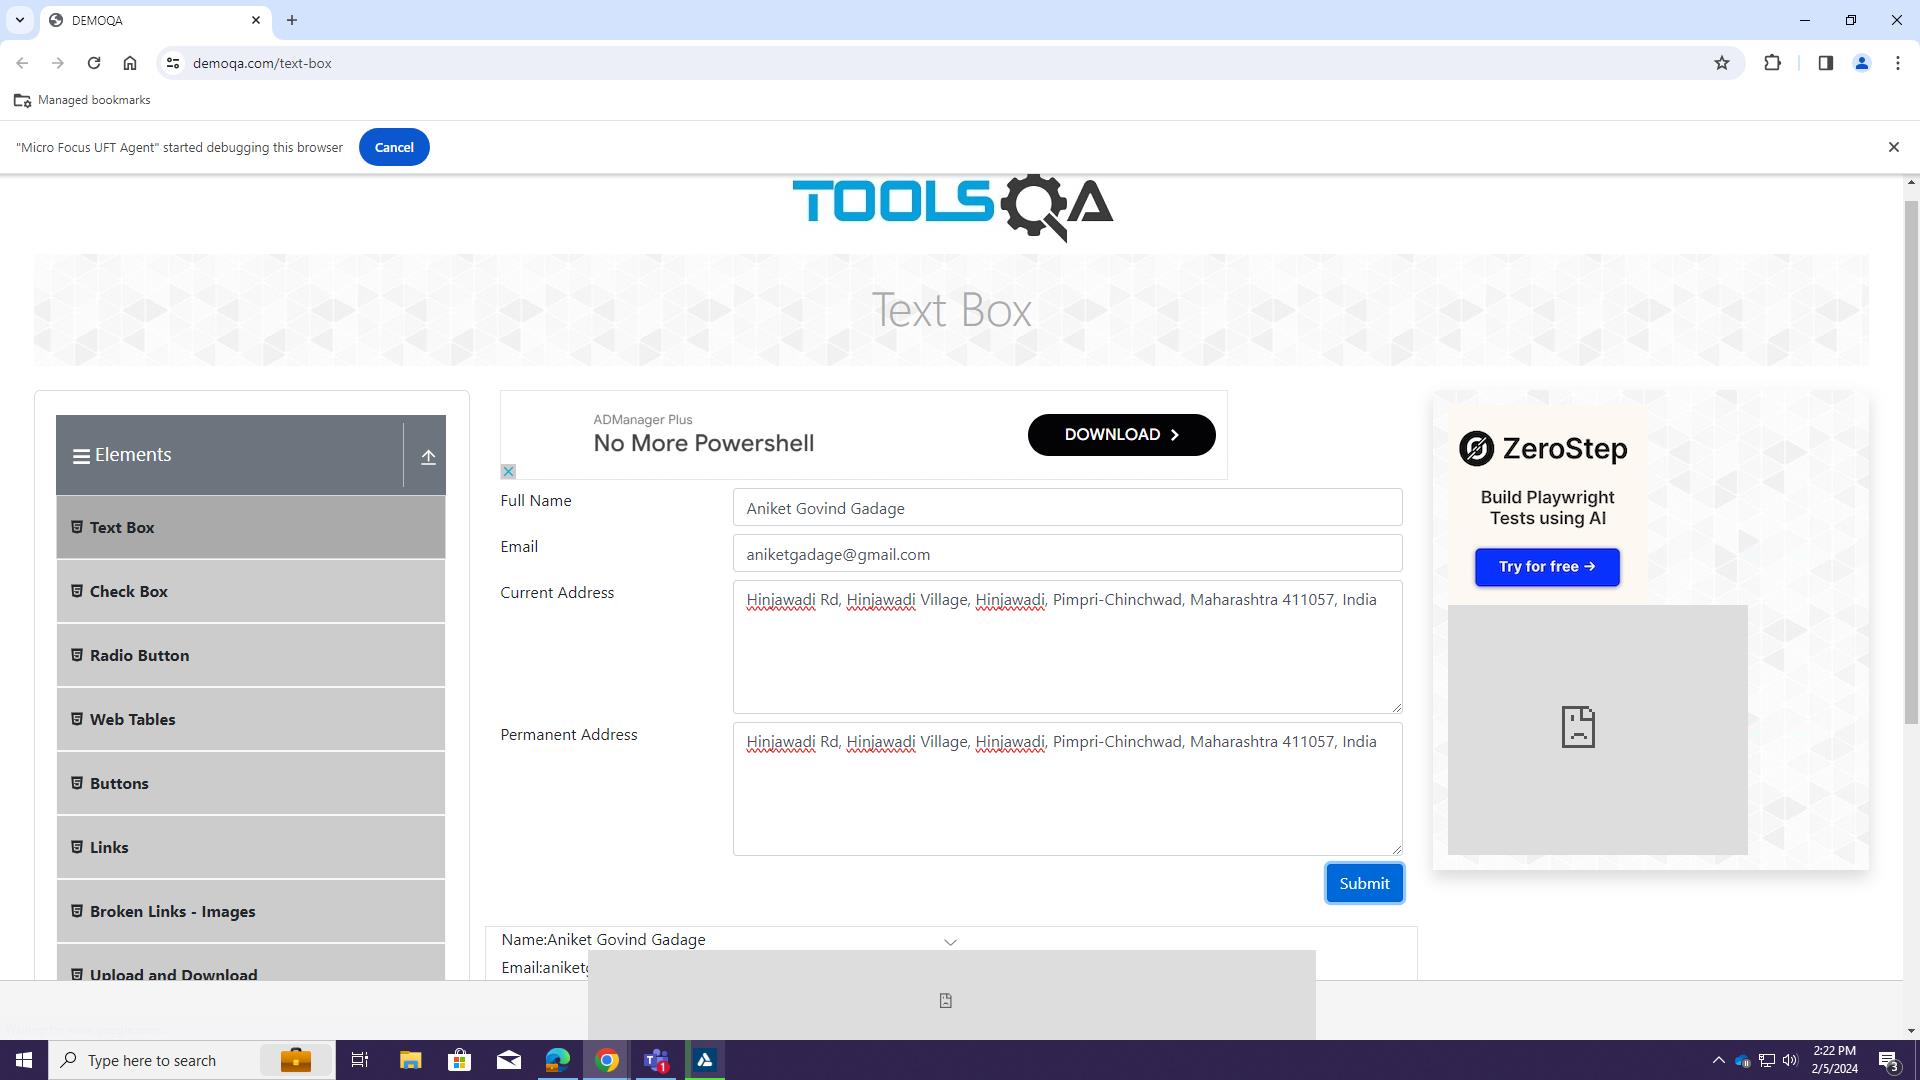 DEMOQA
demoqa.com/text-box
Managed bookmarks
"Micro Focus UFT Agent" started debugging this browser
Cancel
TOOLSQA
Text Box
Elements
Text Box
Check Box
Radio Button
Web Tables
Buttons
Links
Broken Links - Images
Upload and Download
ADManager Plus
No More Powershell
DOWNLOAD
Full Name
Aniket Govind Gadage
Email
aniketgadage@gmail.com
Current Address
Hinjawadi Rd, Hinjawadi Village, Hinjawadi, Pimpri-Chinchwad, Maharashtra 411057, India
Permanent Address
Hinjawadi Rd, Hinjawadi Village, Hinjawadi, Pimpri-Chinchwad, Maharashtra 411057, India
Submit
Name:Aniket Govind Gadage
ZeroStep
Build Playwright
Tests using AI
Try for free →
Type here to search
1
2:22 PM
2/5/2024
3